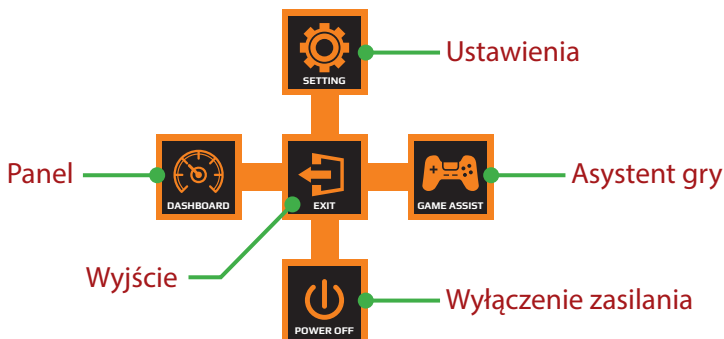 Ustawienia
SETTING
Panel
DASHBOARD
EXIT
GAME ASSIST
Asystent gry
Wyjście
POWER OFF
Wyłączenie zasilania